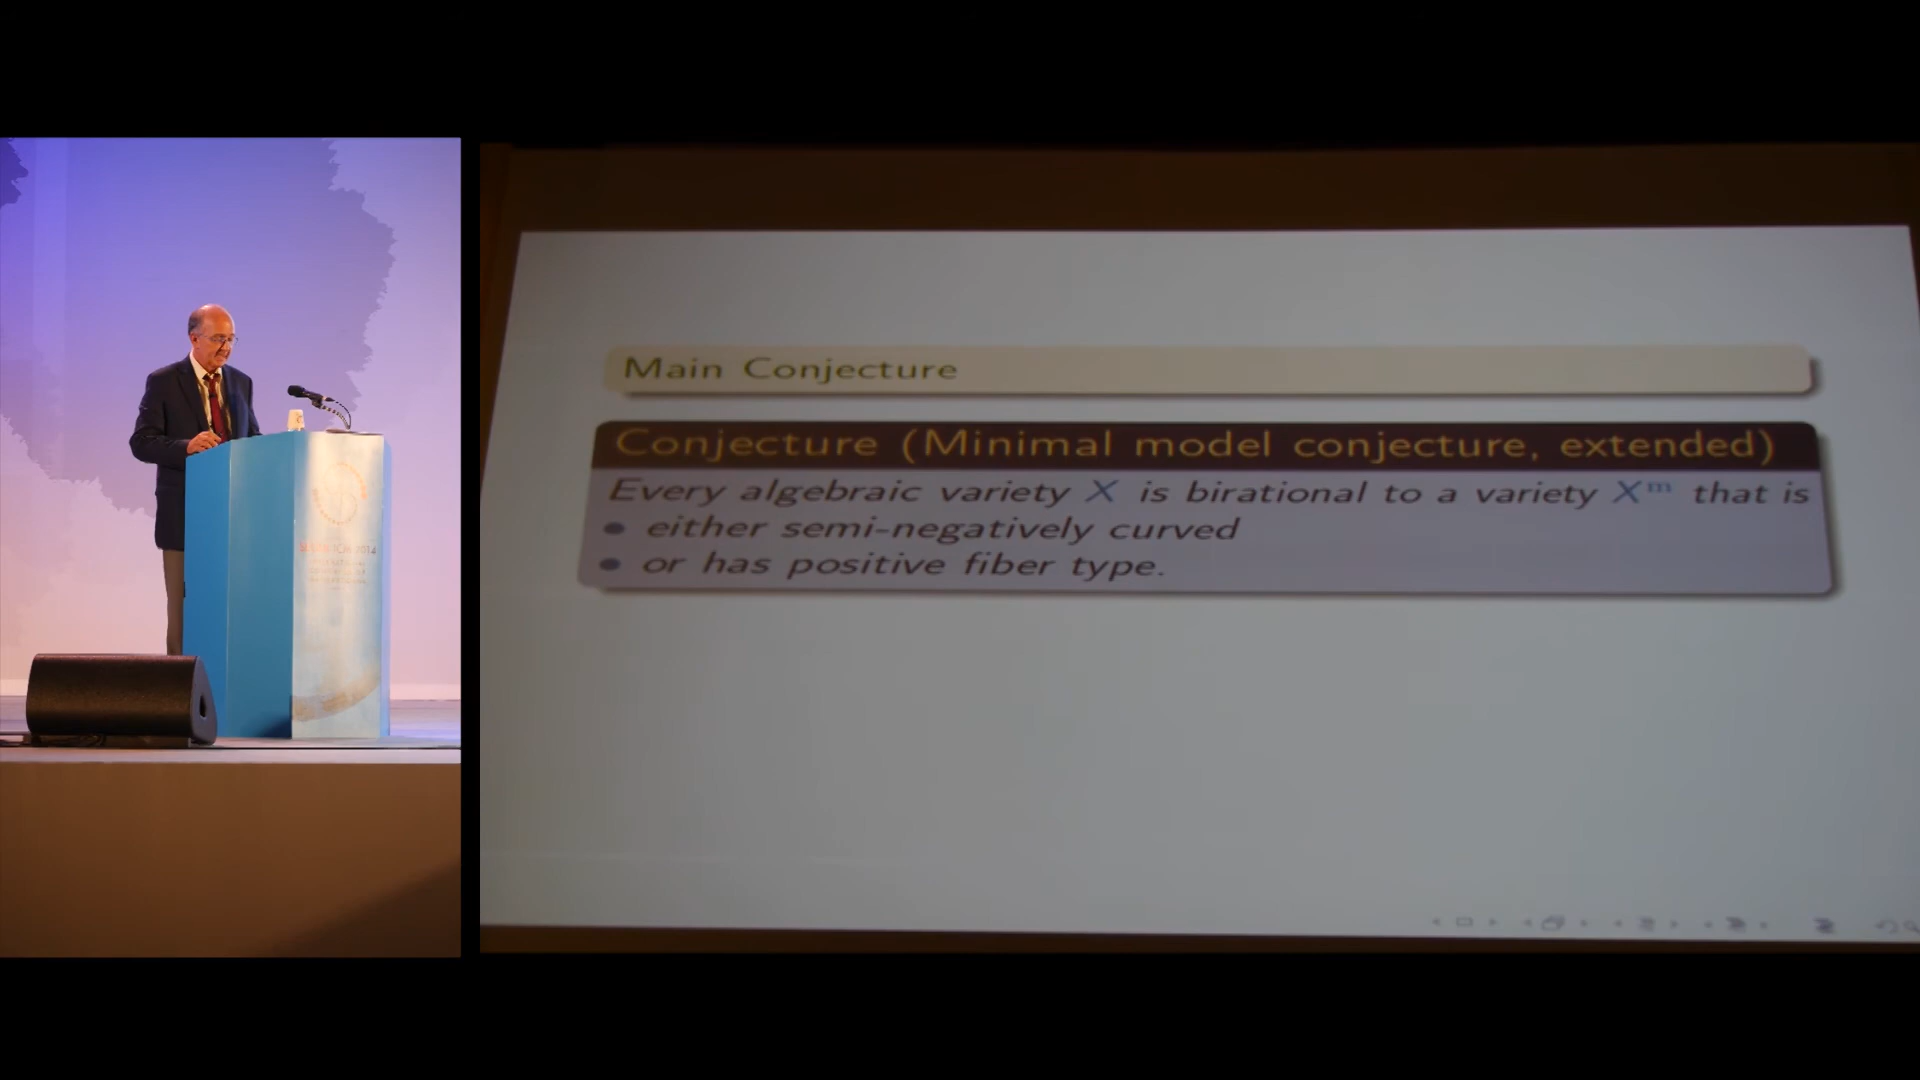 Main Conjecture
Conjecture (Minimal model conjecture, extended)
Every algebraic variety X is birational to a variety Xᵐ that is
• either semi-negatively curved
• or has positive fiber type.